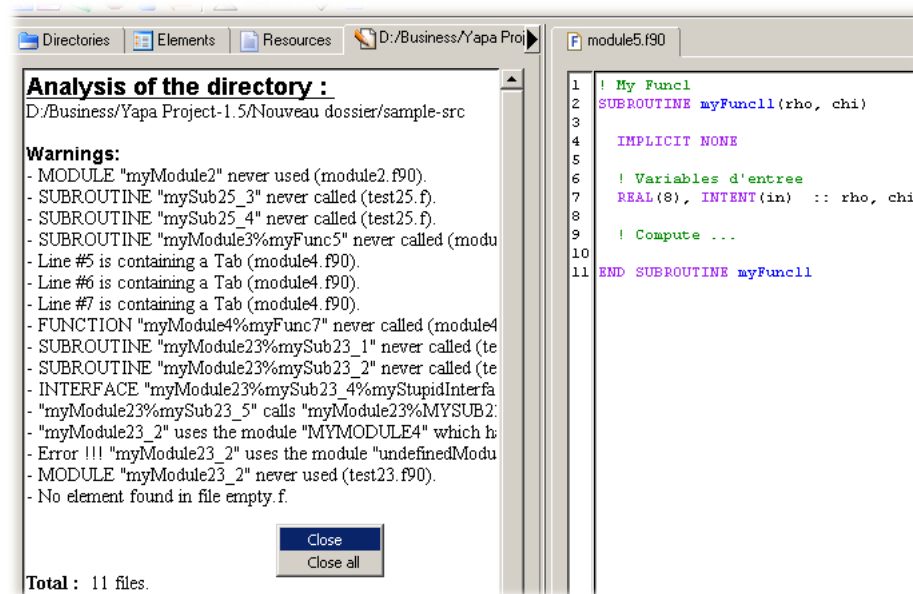 Directories Elements Resources D:/Business/Yapa Proj module5.f90
Analysis of the directory :
D:/Business/Yapa Project-1.5/Nouveau dossier/sample-src
Warnings:
- MODULE "myModule2" never used (module2.f90).
- SUBROUTINE "mySub25_3" never called (test25.f).
- SUBROUTINE "mySub25_4" never called (test25.f).
- SUBROUTINE "myModule3%myFunc5" never called (modu
- Line #5 is containing a Tab (module4.f90).
- Line #6 is containing a Tab (module4.f90).
- Line #7 is containing a Tab (module4.f90).
- FUNCTION "myModule4%myFunc7" never called (module4
- SUBROUTINE "myModule23%mySub23_1" never called (te
- SUBROUTINE "myModule23%mySub23_2" never called (te
- INTERFACE "myModule23%mySub23_4%myStupidInterfa
- "myModule23%mySub23_5" calls "myModule23%MYSUB2
- "myModule23_2" uses the module "MYMODULE4" which h
- Error !!! "myModule23_2" uses the module "undefinedModu
- MODULE "myModule23_2" never used (test23.f90).
- No element found in file empty.f.
Close
Close all
Total : 11 files.
1 ! My Func1
2 SUBROUTINE myFunc11(rho, chi)
3
4 IMPLICIT NONE
5
6 ! Variables d'entree
7 REAL(8), INTENT(in) :: rho, chi
8
9 ! Compute ...
10
11 END SUBROUTINE myFunc11